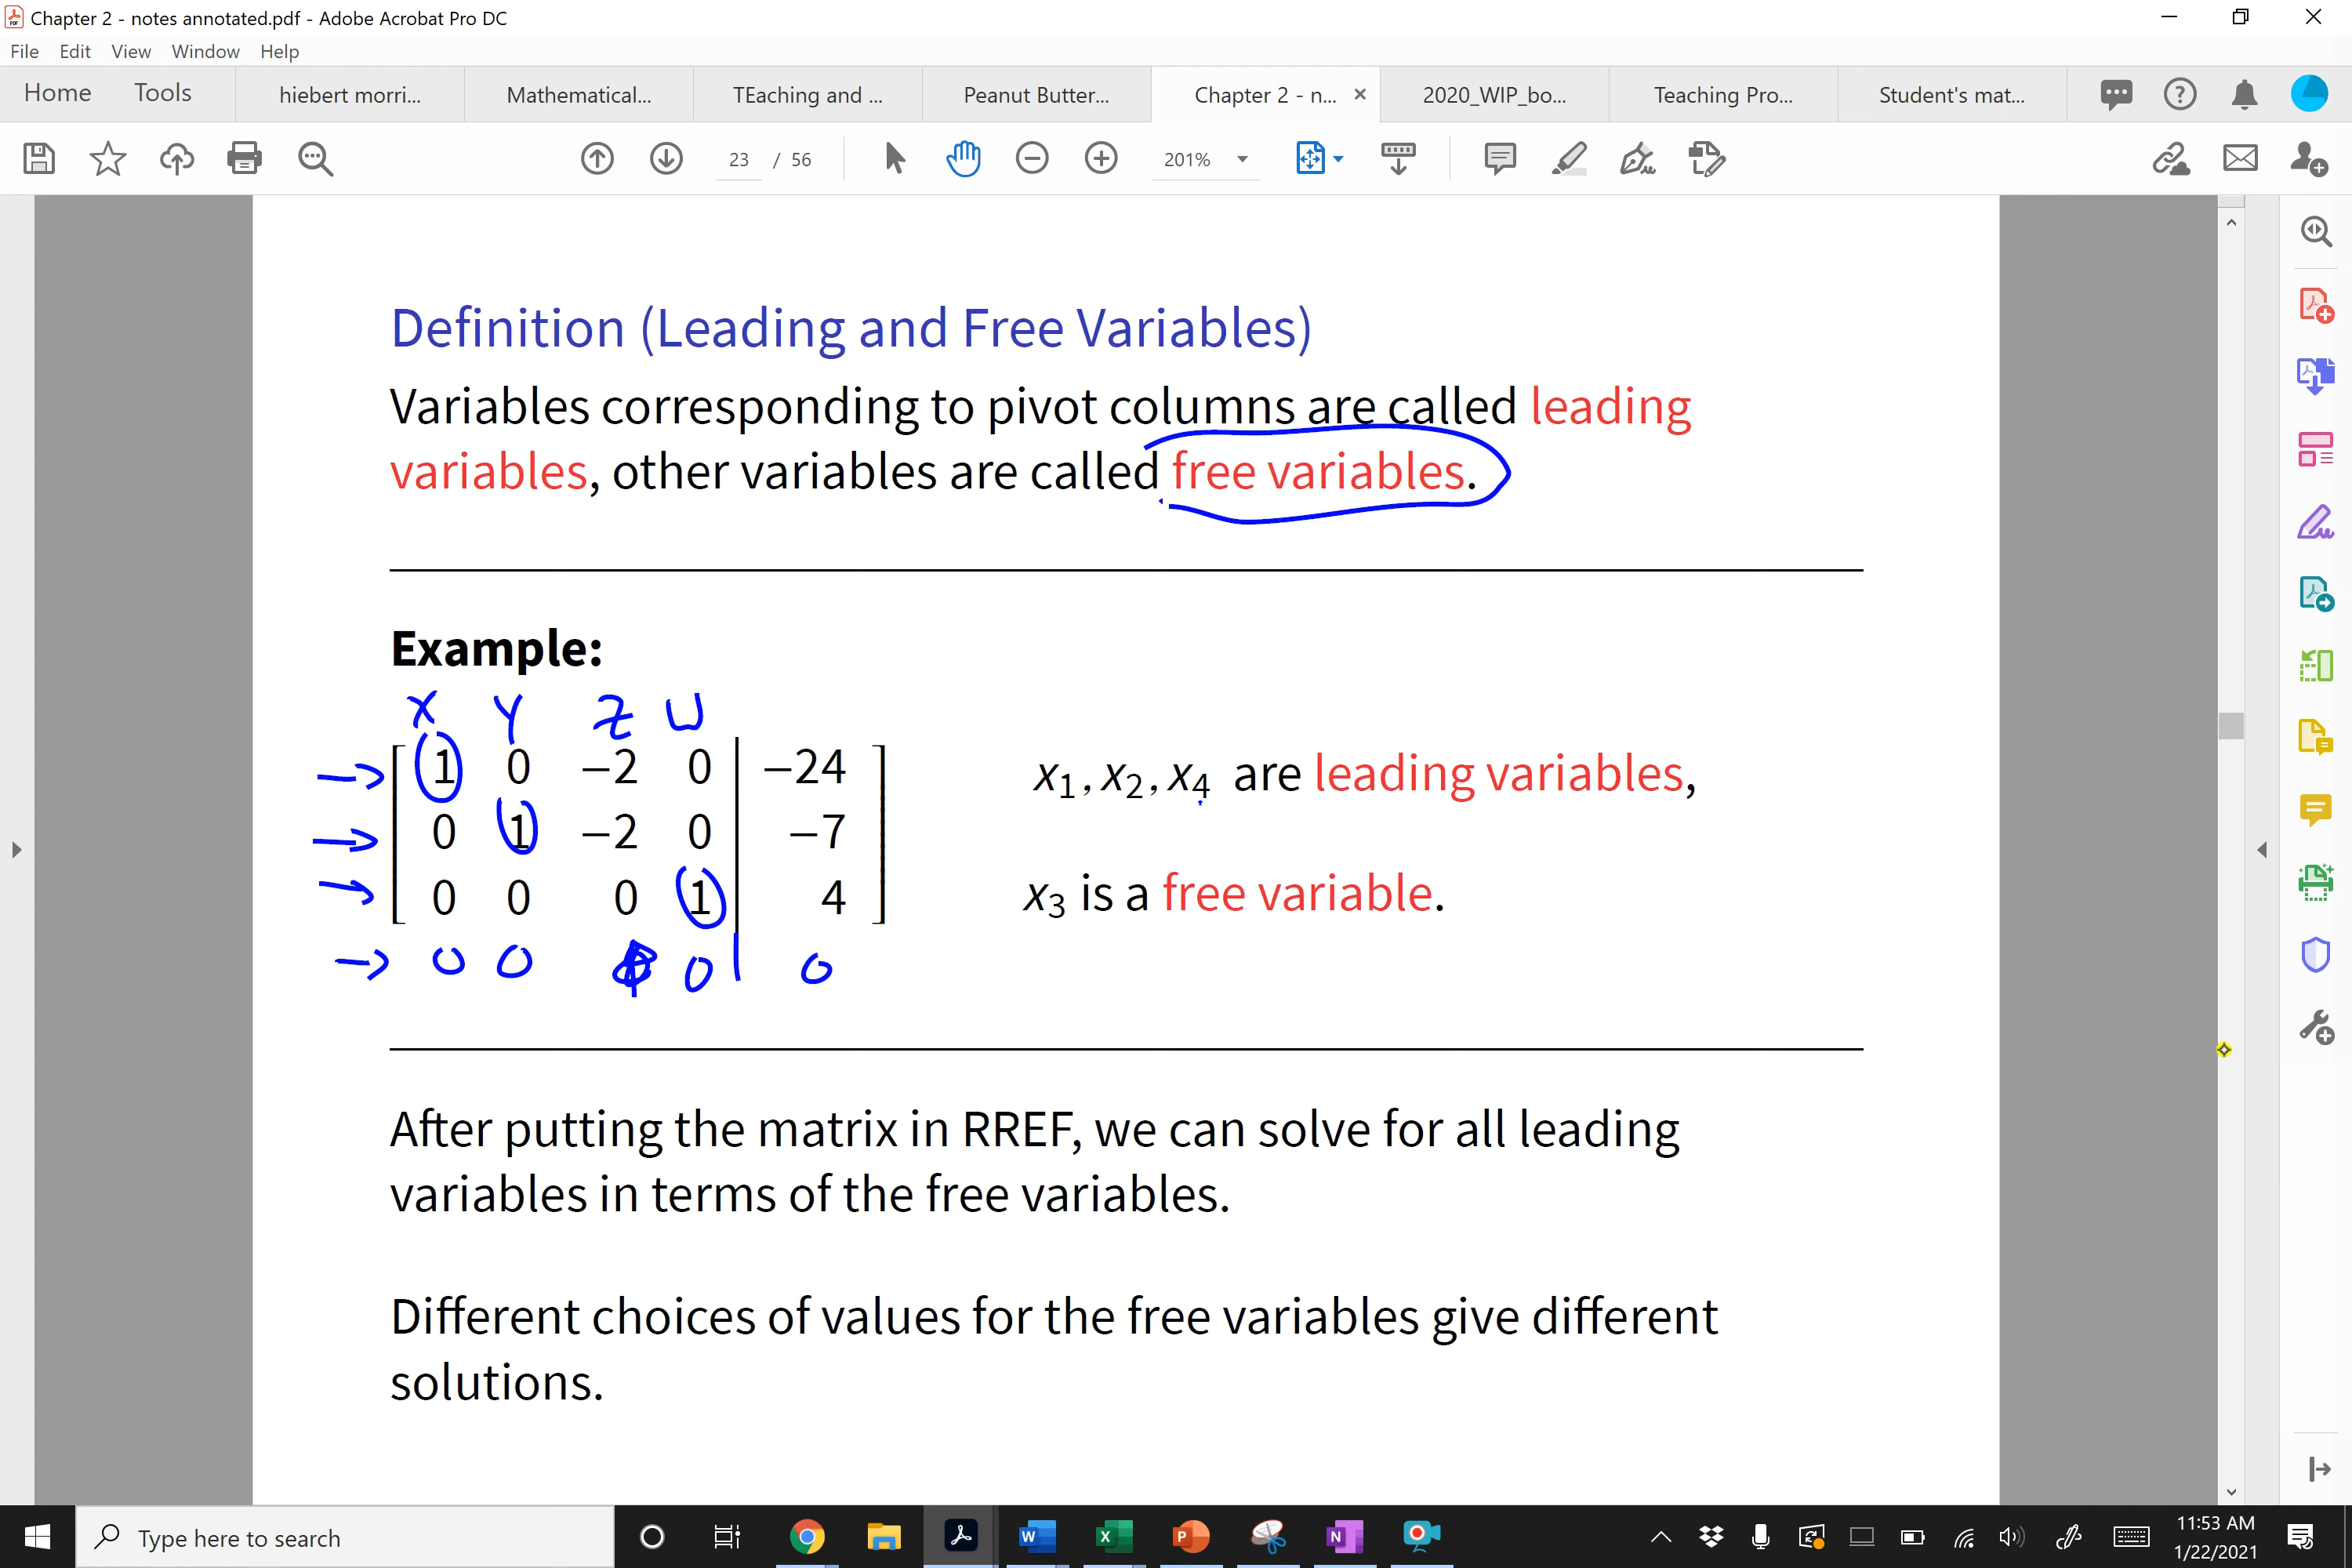 Chapter 2 - notes annotated.pdf - Adobe Acrobat Pro DC
File Edit View Window Help
Home Tools hiebert morri... Mathematical... TEaching and ... Peanut Butter... Chapter 2 - n... × 2020_WIP_bo... Teaching Pro... Student's mat...
23 / 56 201%
Definition (Leading and Free Variables)
Variables corresponding to pivot columns are called leading
variables, other variables are called free variables.
Example:
X Y Z W
1 0 −2 0 −24
0 1 −2 0 −7
0 0 0 1 4
0 0 0 0
x₁, x₂, x₄ are leading variables,
x₃ is a free variable.
After putting the matrix in RREF, we can solve for all leading
variables in terms of the free variables.
Different choices of values for the free variables give different
solutions.
Type here to search
11:53 AM
1/22/2021